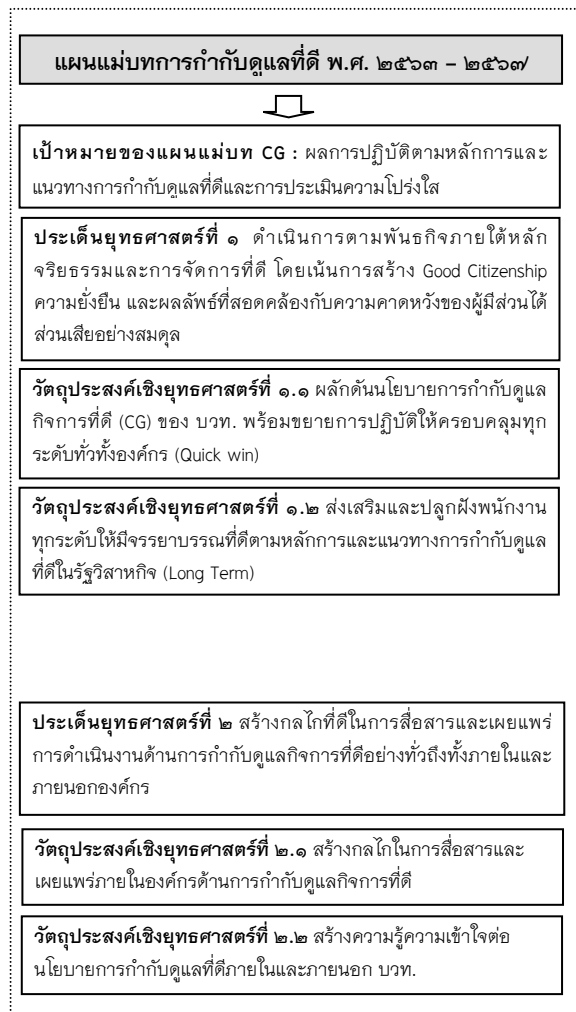 แผนแม่บทการกำกับดูแลที่ดี พ.ศ. ๒๕๖๓ – ๒๕๖๗
เป้าหมายของแผนแม่บท CG : ผลการปฏิบัติตามหลักการและ
แนวทางการกำกับดูแลที่ดีและการประเมินความโปร่งใส
ประเด็นยุทธศาสตร์ที่ ๑ ดำเนินการตามพันธกิจภายใต้หลัก
จริยธรรมและการจัดการที่ดี โดยเน้นการสร้าง Good Citizenship
ความยั่งยืน และผลลัพธ์ที่สอดคล้องกับความคาดหวังของผู้มีส่วนได้
ส่วนเสียอย่างสมดุล
วัตถุประสงค์เชิงยุทธศาสตร์ที่ ๑.๑ ผลักดันนโยบายการกำกับดูแล
กิจการที่ดี (CG) ของ บวท. พร้อมขยายการปฏิบัติให้ครอบคลุมทุก
ระดับทั่วทั้งองค์กร (Quick win)
วัตถุประสงค์เชิงยุทธศาสตร์ที่ ๑.๒ ส่งเสริมและปลูกฝังพนักงาน
ทุกระดับให้มีจรรยาบรรณที่ดีตามหลักการและแนวทางการกำกับดูแล
ที่ดีในรัฐวิสาหกิจ (Long Term)
ประเด็นยุทธศาสตร์ที่ ๒ สร้างกลไกที่ดีในการสื่อสารและเผยแพร่
การดำเนินงานด้านการกำกับดูแลกิจการที่ดีอย่างทั่วถึงทั้งภายในและ
ภายนอกองค์กร
วัตถุประสงค์เชิงยุทธศาสตร์ที่ ๒.๑ สร้างกลไกในการสื่อสารและ
เผยแพร่ภายในองค์กรด้านการกำกับดูแลกิจการที่ดี
วัตถุประสงค์เชิงยุทธศาสตร์ที่ ๒.๒ สร้างความรู้ความเข้าใจต่อ
นโยบายการกำกับดูแลที่ดีภายในและภายนอก บวท.